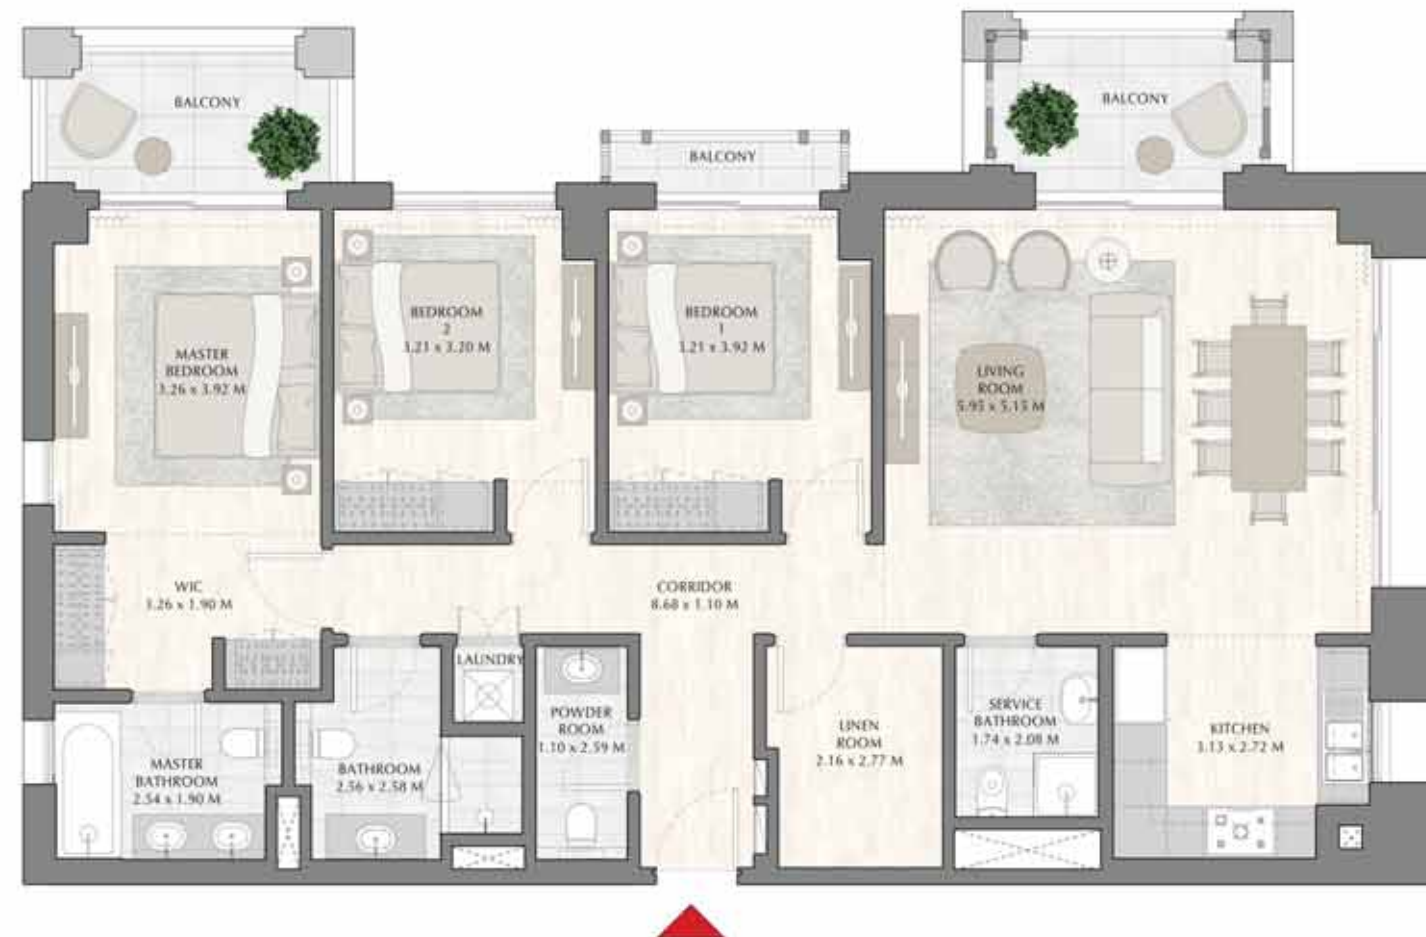 BALCONY
BALCONY
BALCONY
MASTER
BEDROOM
3.26 x 3.92 M
BEDROOM
2
3.21 x 3.20 M
BEDROOM
1
3.21 x 3.92 M
LIVING
ROOM
5.95 x 5.15 M
WIC
3.26 x 1.90 M
CORRIDOR
8.68 x 1.10 M
LAUNDRY
MASTER
BATHROOM
2.54 x 1.90 M
BATHROOM
2.56 x 2.58 M
POWDER
ROOM
1.10 x 2.59 M
LINEN
ROOM
2.16 x 2.77 M
SERVICE
BATHROOM
1.74 x 2.08 M
KITCHEN
3.13 x 2.72 M